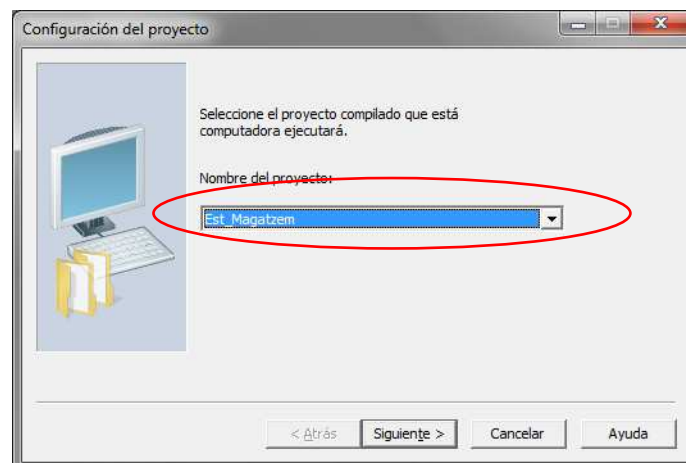 Configuración del proyecto
Seleccione el proyecto compilado que está
computadora ejecutará.
Nombre del proyecto:
Est_Magatzem
< Atrás
Siguiente >
Cancelar
Ayuda